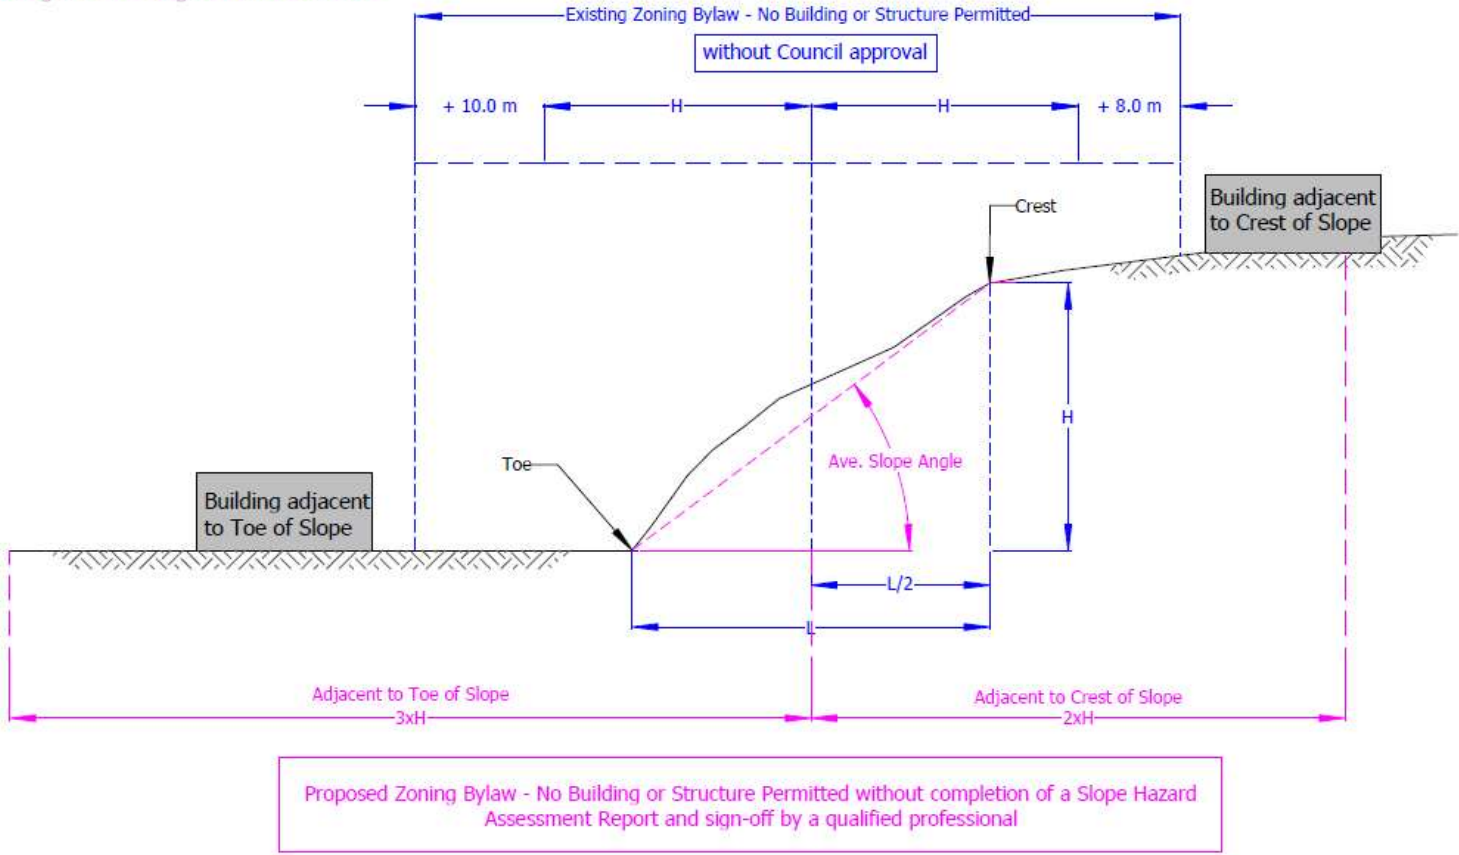 Existing Zoning Bylaw - No Building or Structure Permitted
without Council approval
+ 10.0 m
H
H
+ 8.0 m
Crest
Building adjacent
to Crest of Slope
H
Ave. Slope Angle
Toe
Building adjacent
to Toe of Slope
L/2
L
Adjacent to Toe of Slope
3xH
Adjacent to Crest of Slope
2xH
Proposed Zoning Bylaw - No Building or Structure Permitted without completion of a Slope Hazard
Assessment Report and sign-off by a qualified professional